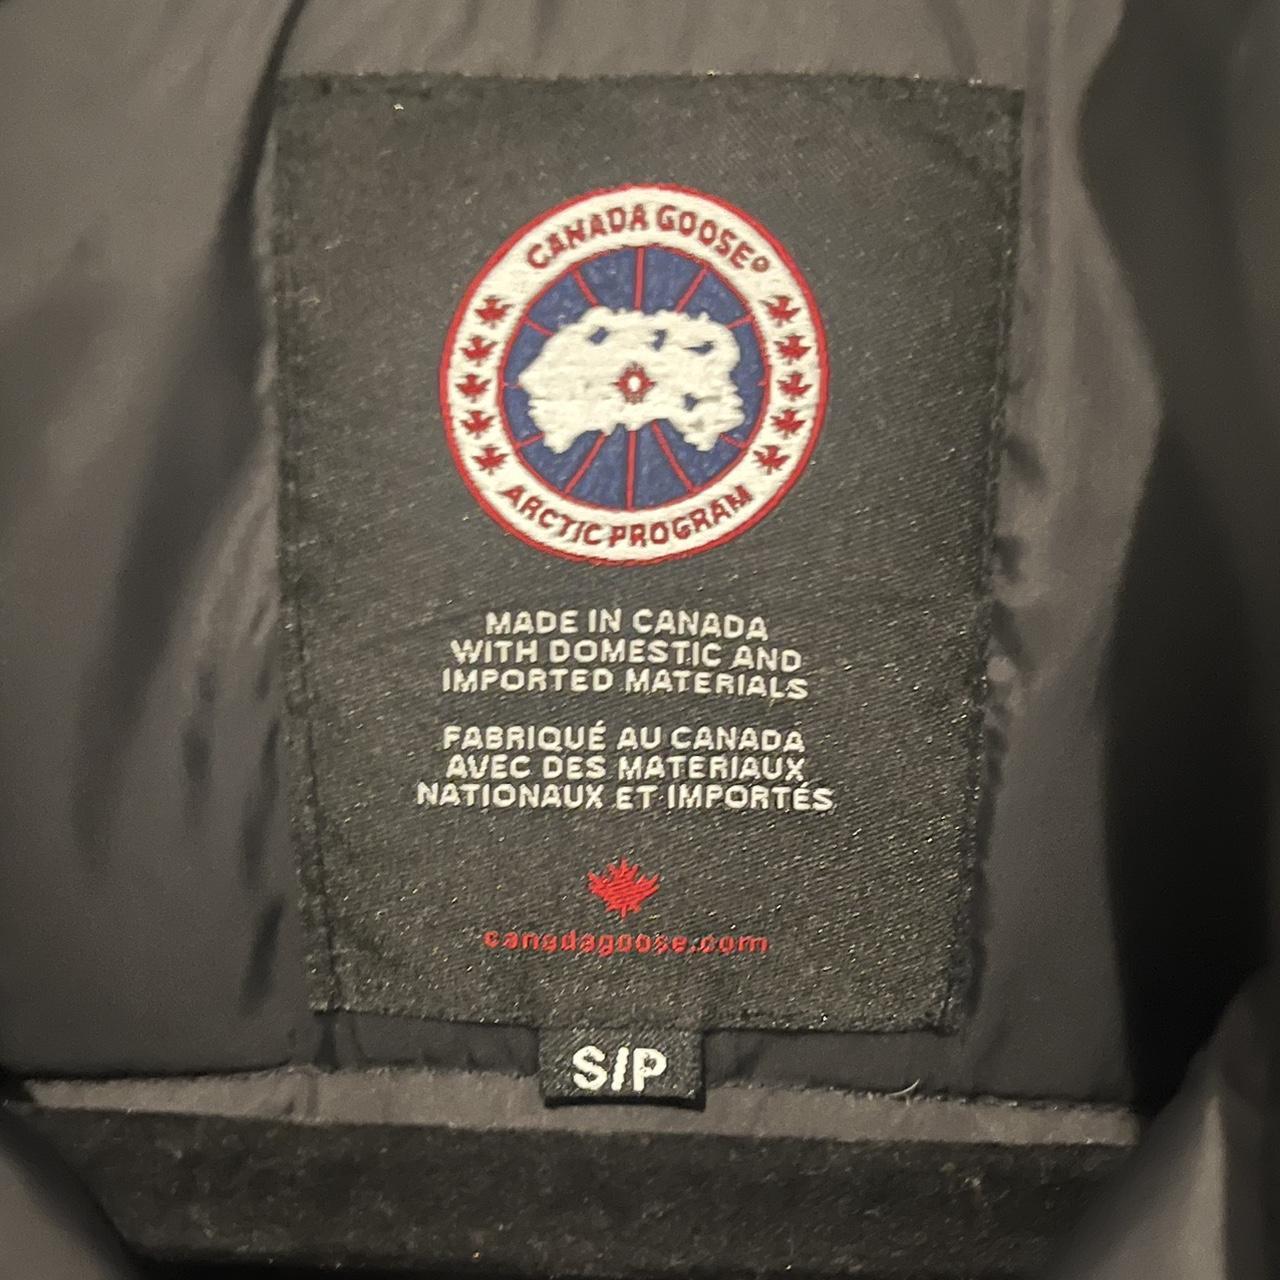 CANADA GOOSE®
ARCTIC PROGRAM
MADE IN CANADA
WITH DOMESTIC AND
IMPORTED MATERIALS
FABRIQUÉ AU CANADA
AVEC DES MATERIAUX
NATIONAUX ET IMPORTÉS
canadagoose.com
S/P